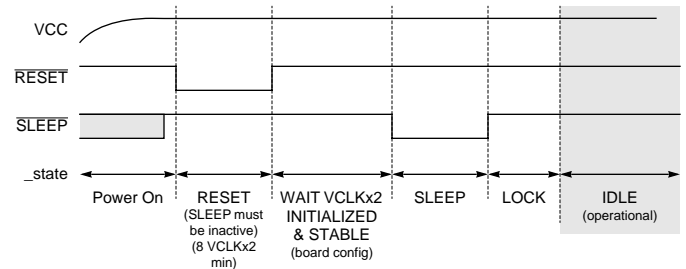 VCC
RESET
SLEEP
_state
Power On
RESET
(SLEEP must
be inactive)
(8 VCLKx2
min)
WAIT VCLKx2
INITIALIZED
& STABLE
(board config)
SLEEP
LOCK
IDLE
(operational)